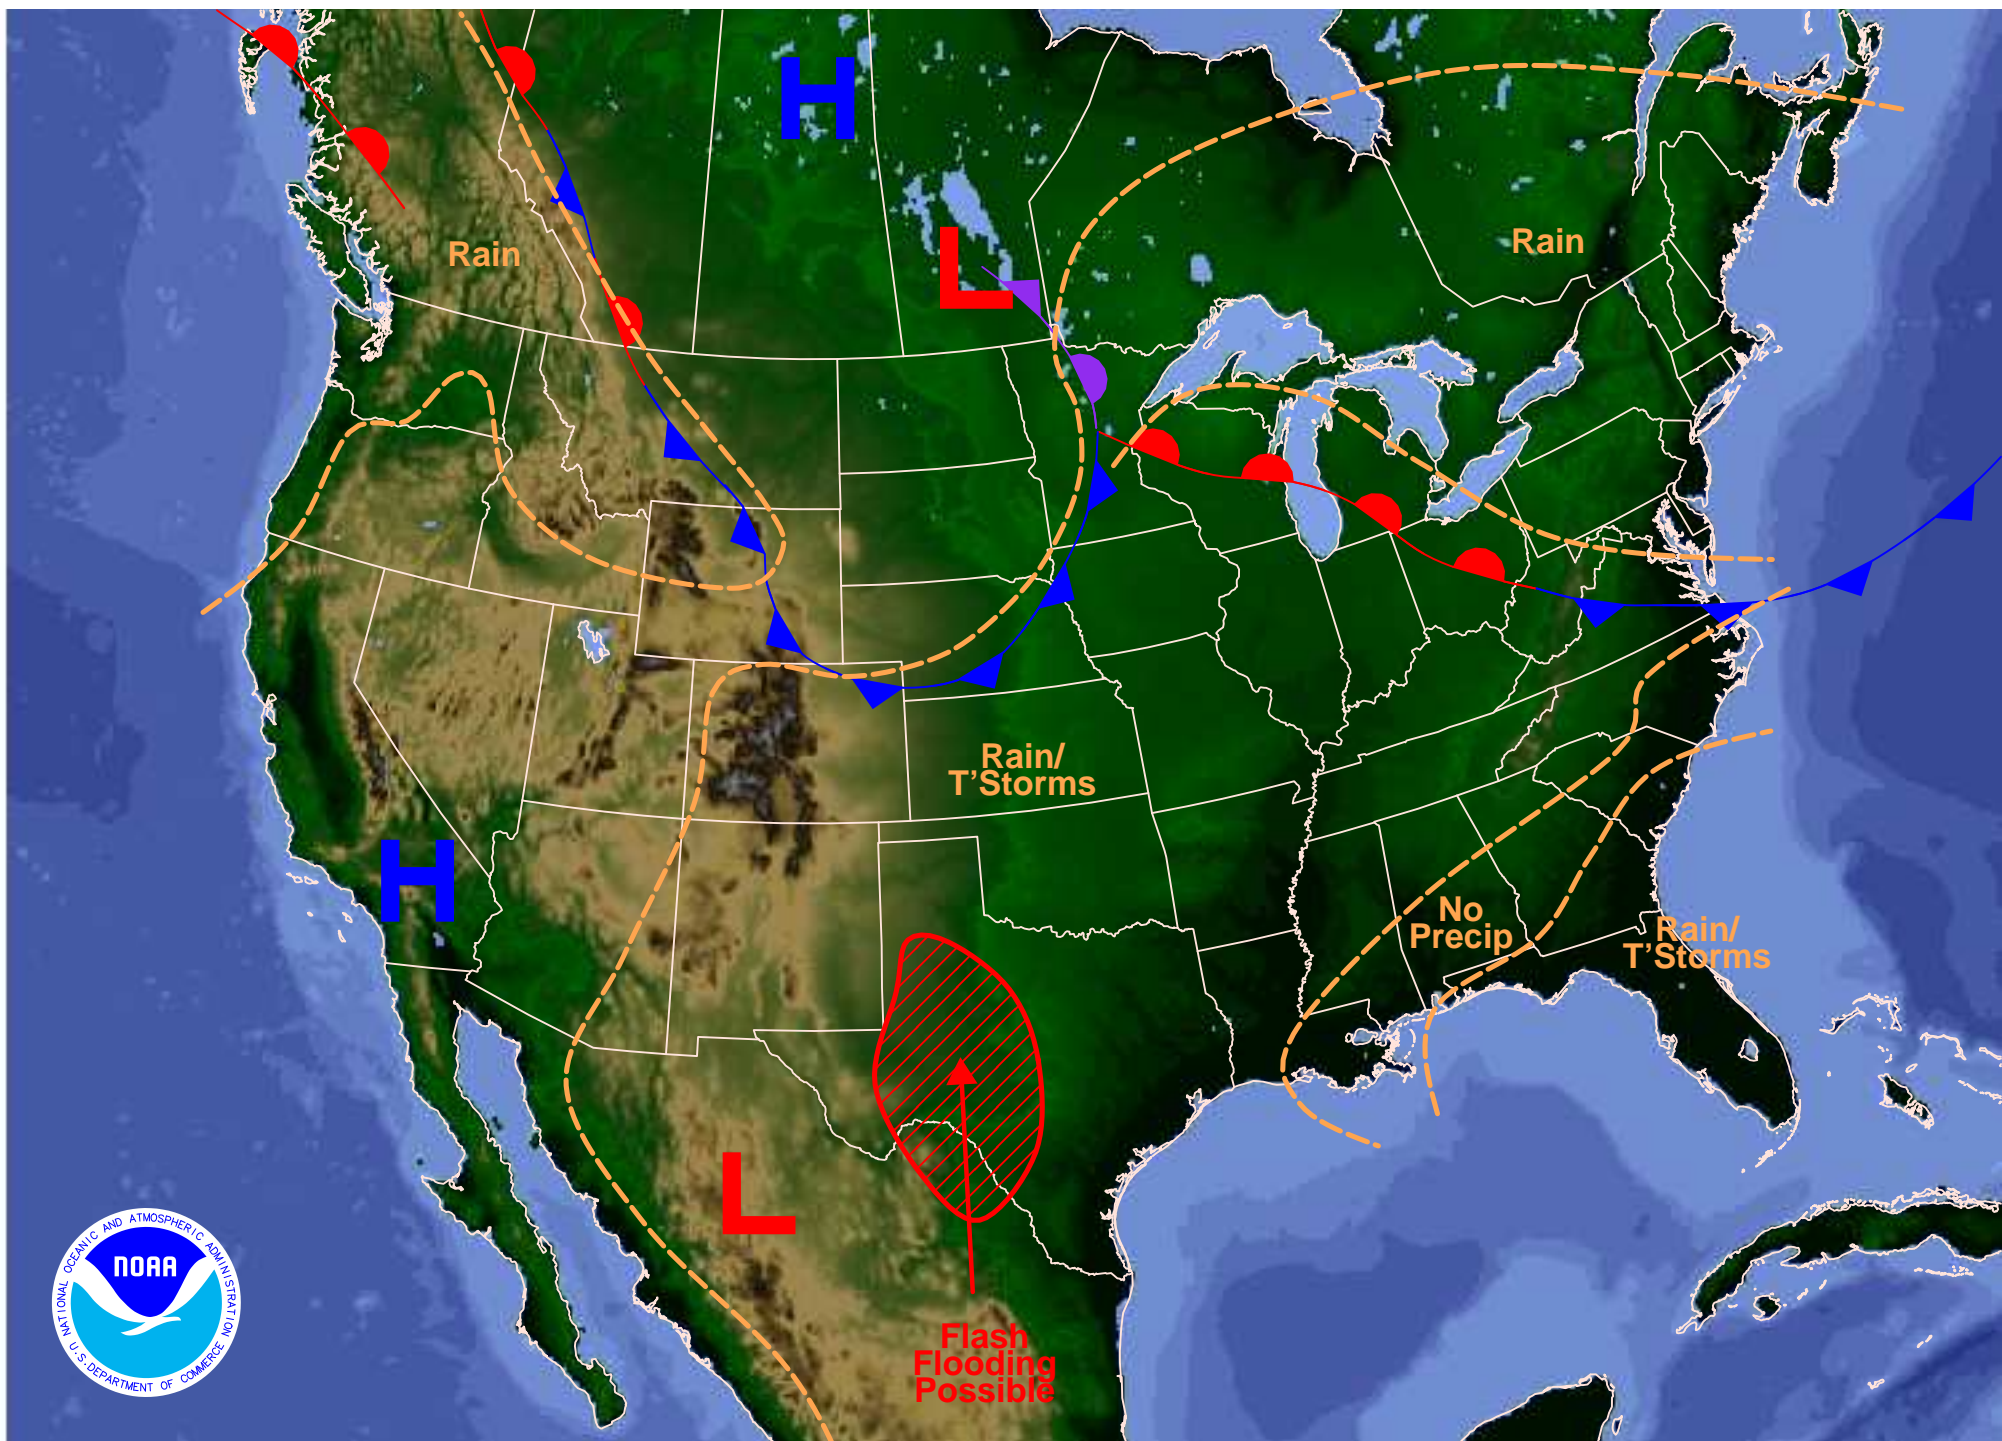 H
L
Rain
Rain
Rain/
T'Storms
H
No
Precip
Rain/
T'Storms
L
Flash
Flooding
Possible
NATIONAL OCEANIC AND ATMOSPHERIC ADMINISTRATION
NOAA
U.S. DEPARTMENT OF COMMERCE